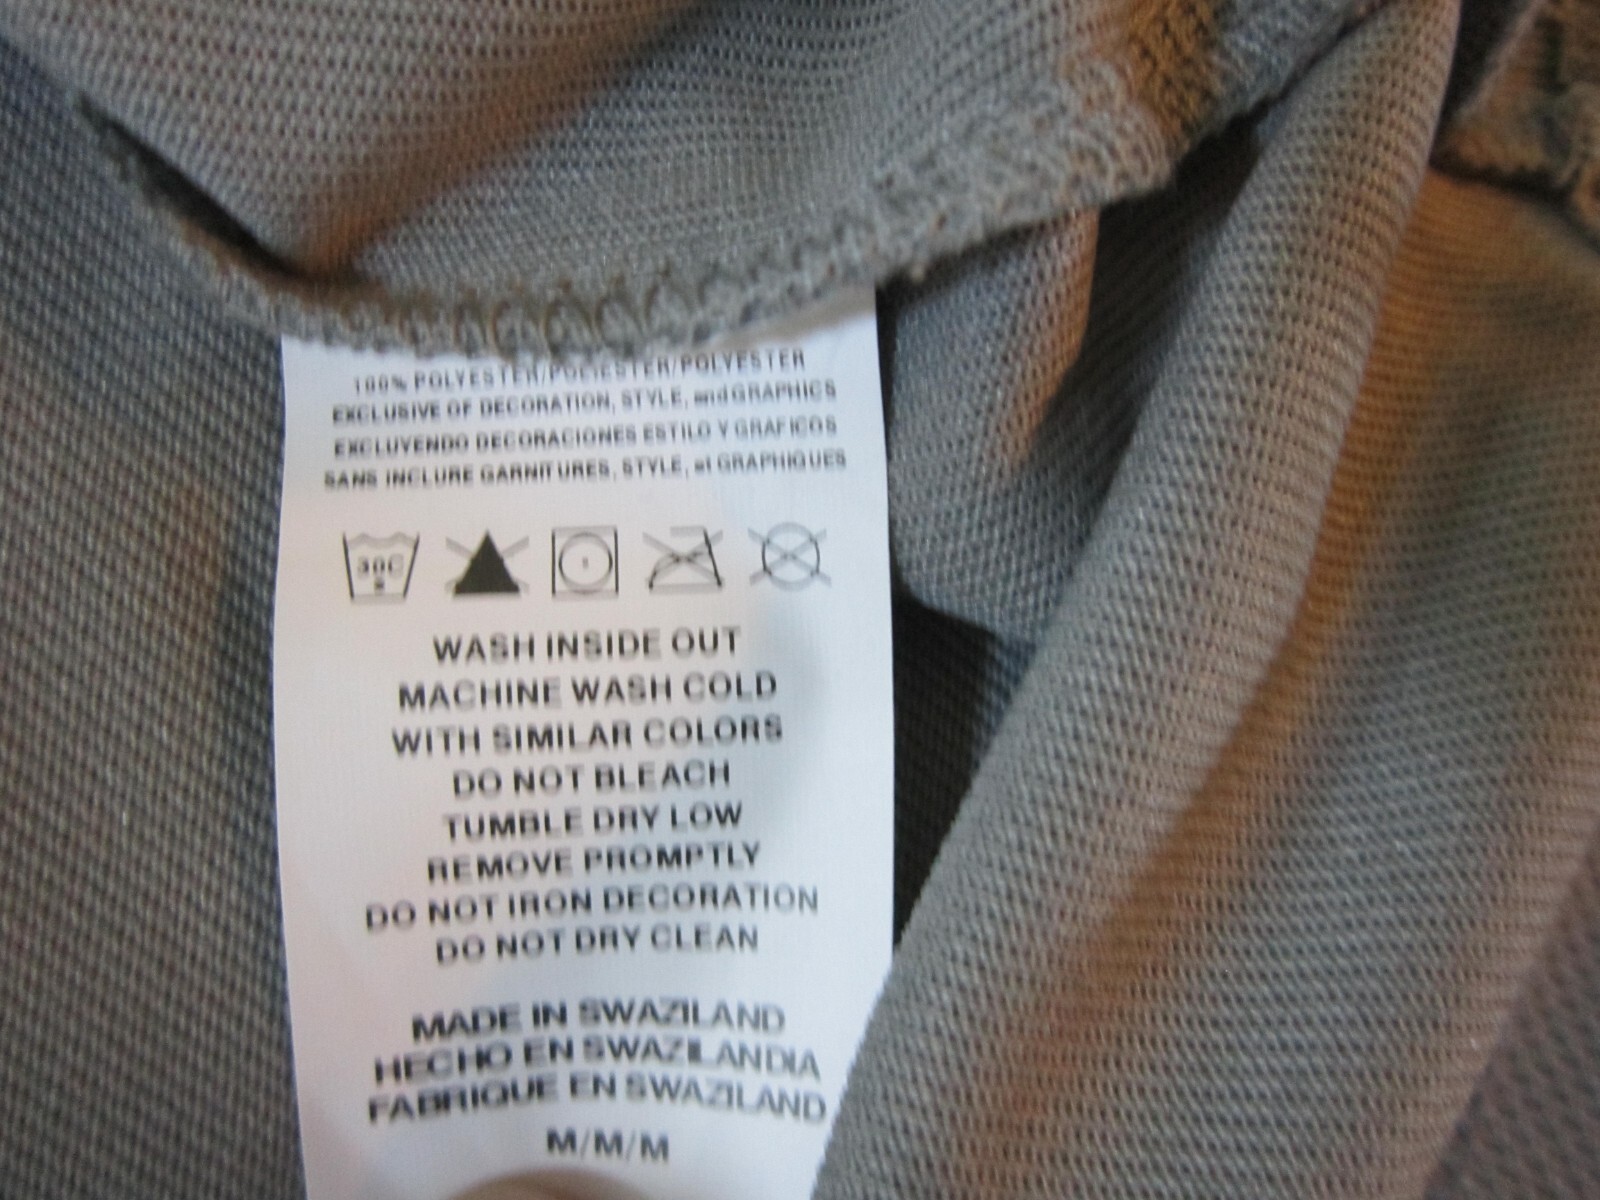 100% POLYESTER/POLIESTER/POLYESTER
EXCLUSIVE OF DECORATION, STYLE, and GRAPHICS
EXCLUYENDO DECORACIONES ESTILO Y GRAFICOS
SANS INCLURE GARNITURES, STYLE, et GRAPHIQUES
30C
WASH INSIDE OUT
MACHINE WASH COLD
WITH SIMILAR COLORS
DO NOT BLEACH
TUMBLE DRY LOW
REMOVE PROMPTLY
DO NOT IRON DECORATION
DO NOT DRY CLEAN
MADE IN SWAZILAND
HECHO EN SWAZILANDIA
FABRIQUE EN SWAZILAND
M/M/M